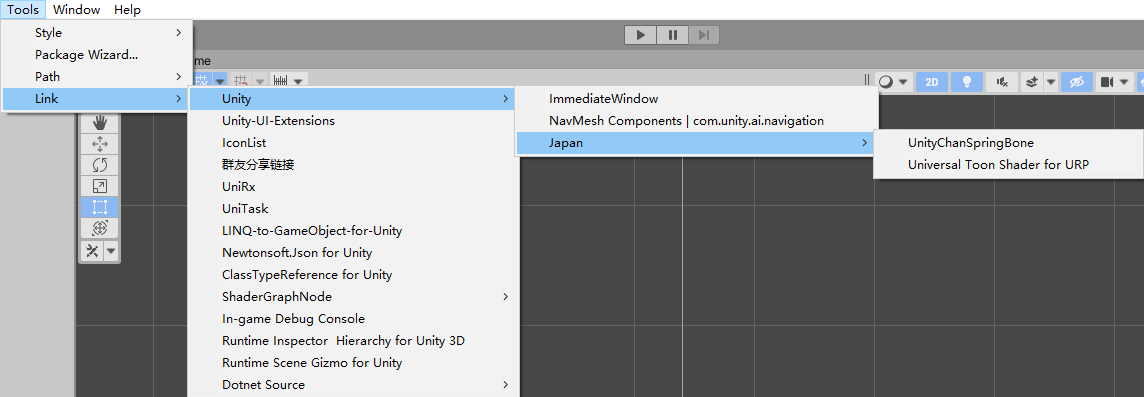 Tools Window Help
Style
Package Wizard...
Path
Link
me
2D
Unity
Unity-UI-Extensions
IconList
群友分享链接
UniRx
UniTask
LINQ-to-GameObject-for-Unity
Newtonsoft.Json for Unity
ClassTypeReference for Unity
ShaderGraphNode
In-game Debug Console
Runtime Inspector  Hierarchy for Unity 3D
Runtime Scene Gizmo for Unity
Dotnet Source
ImmediateWindow
NavMesh Components | com.unity.ai.navigation
Japan
UnityChanSpringBone
Universal Toon Shader for URP